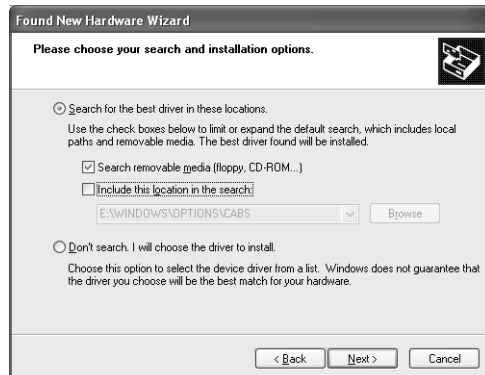 Found New Hardware Wizard
Please choose your search and installation options.
Search for the best driver in these locations.
Use the check boxes below to limit or expand the default search, which includes local
paths and removable media. The best driver found will be installed.
Search removable media (floppy, CD-ROM...)
Include this location in the search:
E:\WINDOWS\OPTIONS\CABS
Browse
Don't search. I will choose the driver to install.
Choose this option to select the device driver from a list. Windows does not guarantee that
the driver you choose will be the best match for your hardware.
< Back
Next >
Cancel